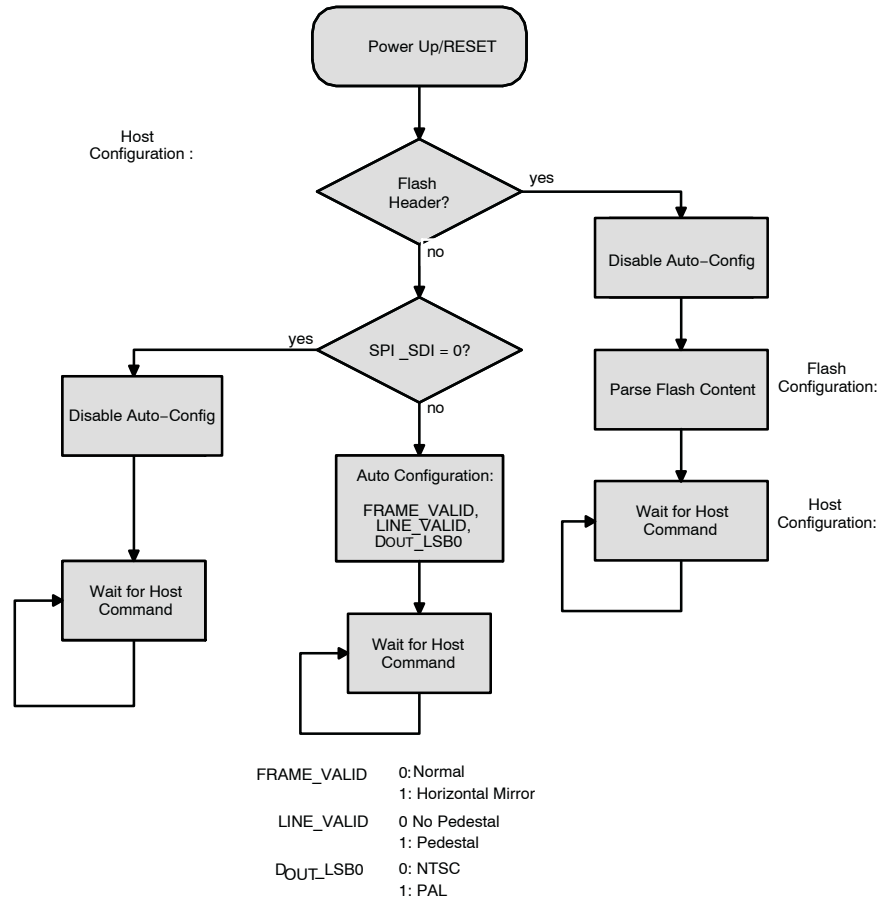 Power Up/RESET
Host
Configuration :
Flash
Header?
yes
no
Disable Auto−Config
SPI _SDI = 0?
yes
no
Parse Flash Content
Flash
Configuration:
Disable Auto−Config
Auto Configuration:
FRAME_VALID,
LINE_VALID,
DOUT_LSB0
Wait for Host
Command
Host
Configuration:
Wait for Host
Command
Wait for Host
Command
FRAME_VALID 0: Normal
1: Horizontal Mirror
LINE_VALID 0 No Pedestal
1: Pedestal
DOUT_LSB0 0: NTSC
1: PAL